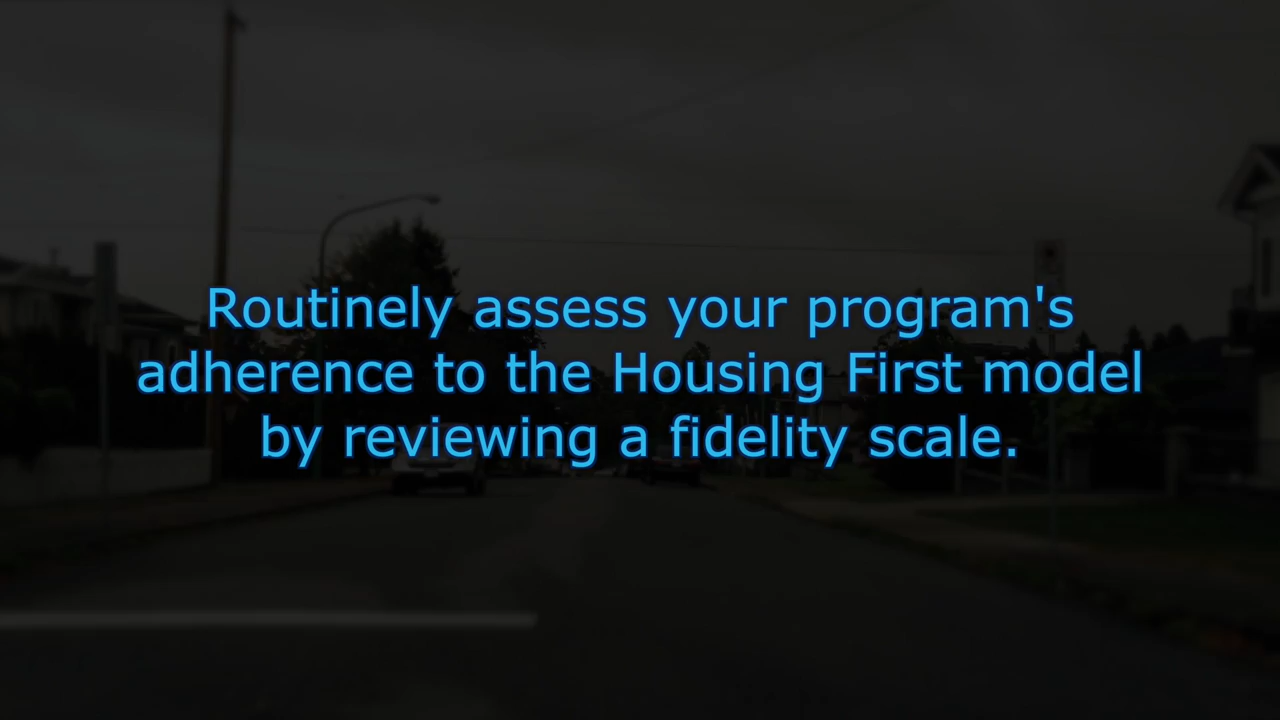 Routinely assess your program's
adherence to the Housing First model
by reviewing a fidelity scale.